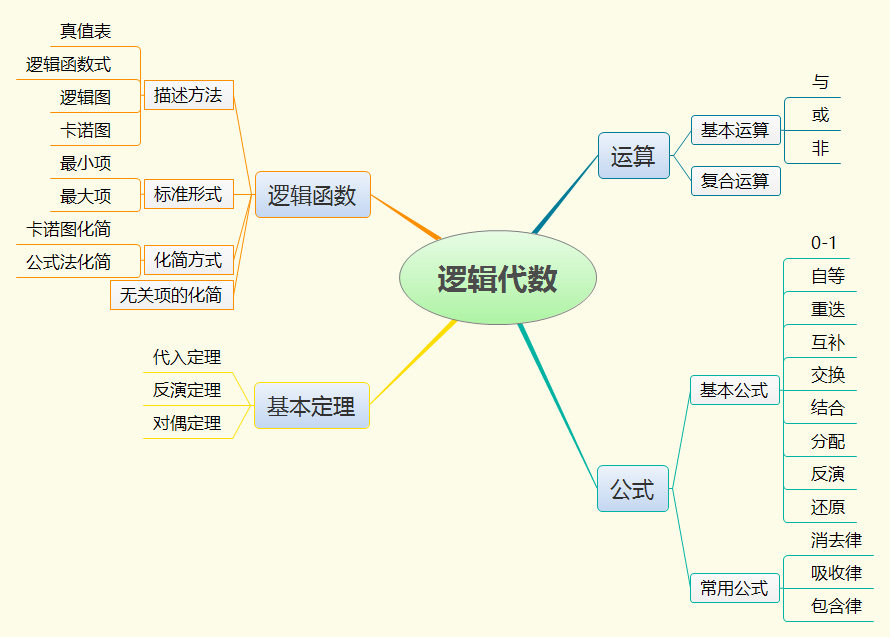 逻辑代数
运算
基本运算
与
或
非
复合运算
公式
基本公式
0-1
自等
重迭
互补
交换
结合
分配
反演
还原
常用公式
消去律
吸收律
包含律
逻辑函数
描述方法
真值表
逻辑函数式
逻辑图
卡诺图
标准形式
最小项
最大项
化简方式
卡诺图化简
公式法化简
无关项的化简
基本定理
代入定理
反演定理
对偶定理